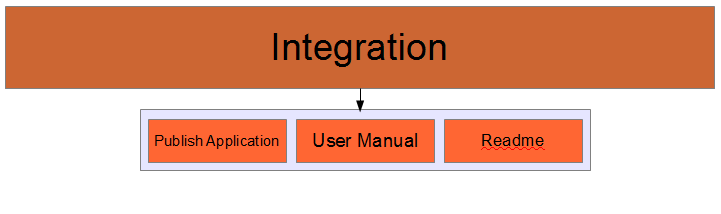 Integration
Publish Application
User Manual
Readme